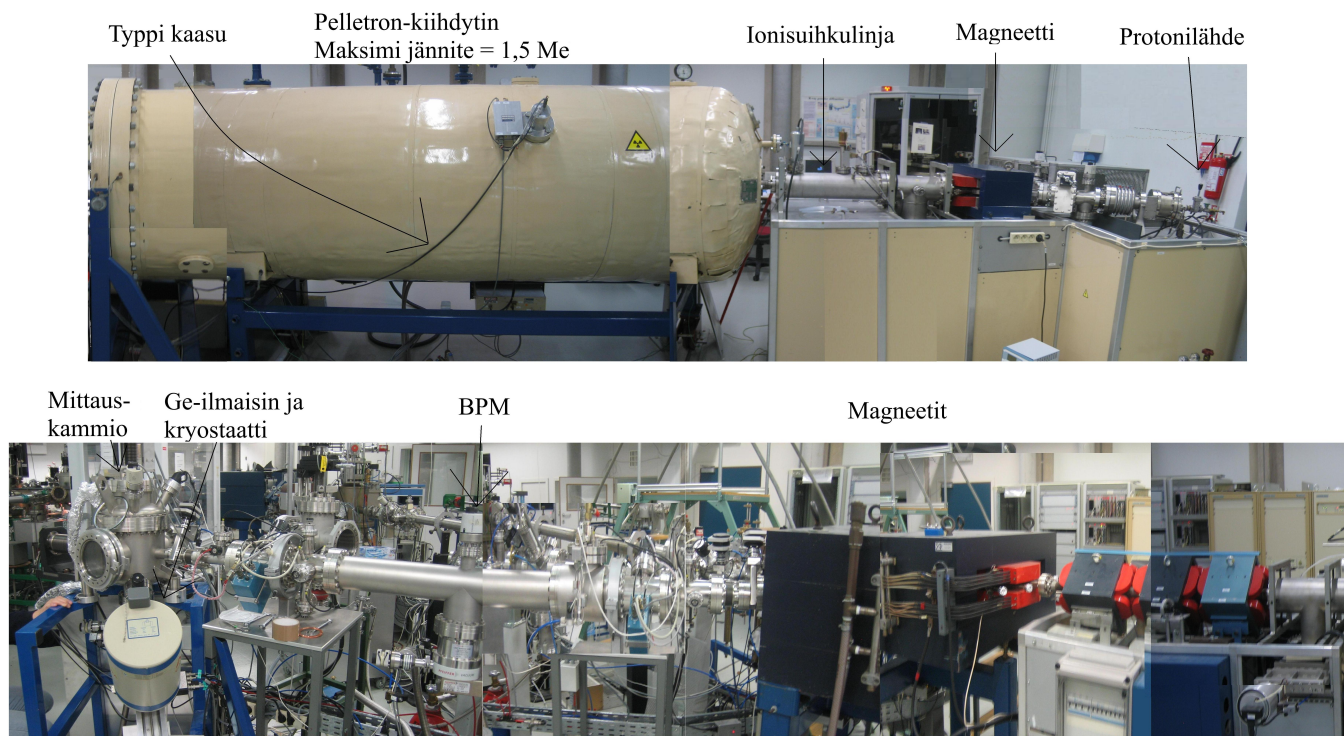 Typpi kaasu
Pelletron-kiihdytin
Maksimi jännite = 1,5 Me
Ionisuihkulinja
Magneetti
Protonilähde
Mittaus-
kammio
Ge-ilmaisin ja
kryostaatti
BPM
Magneetit